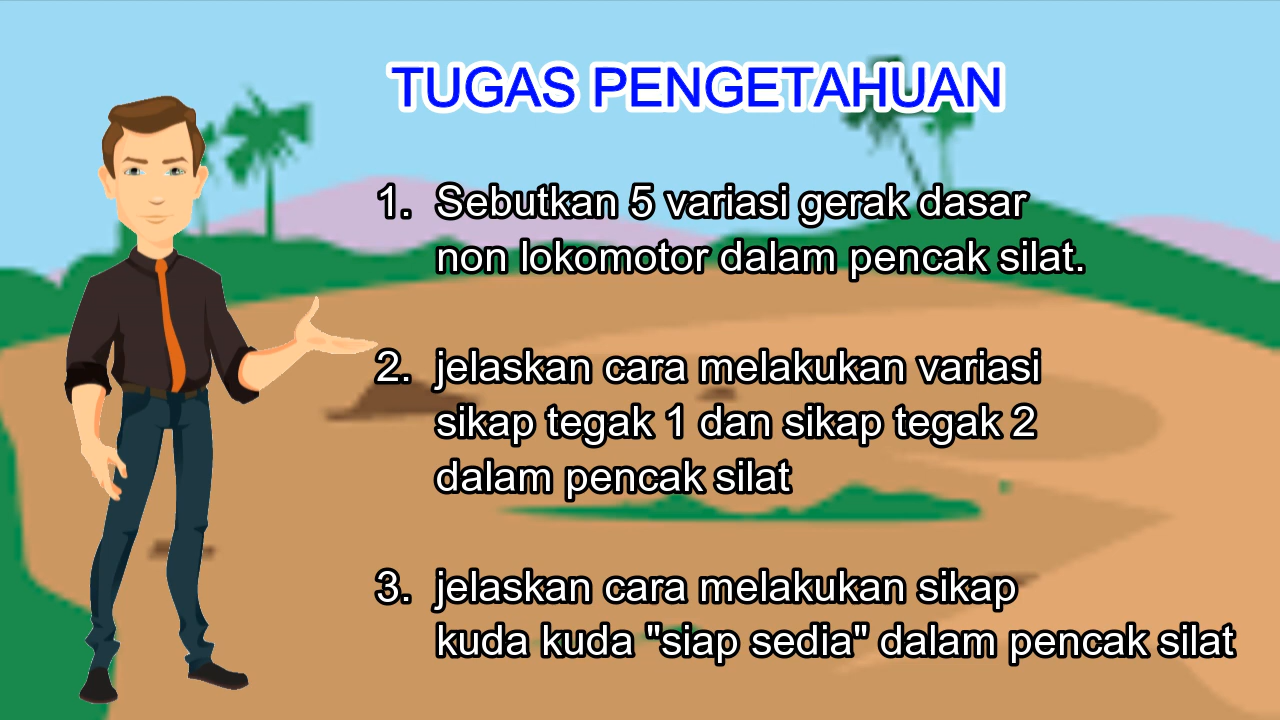 TUGAS PENGETAHUAN
1. Sebutkan 5 variasi gerak dasar
non lokomotor dalam pencak silat.
2. jelaskan cara melakukan variasi
sikap tegak 1 dan sikap tegak 2
dalam pencak silat
3. jelaskan cara melakukan sikap
kuda kuda "siap sedia" dalam pencak silat